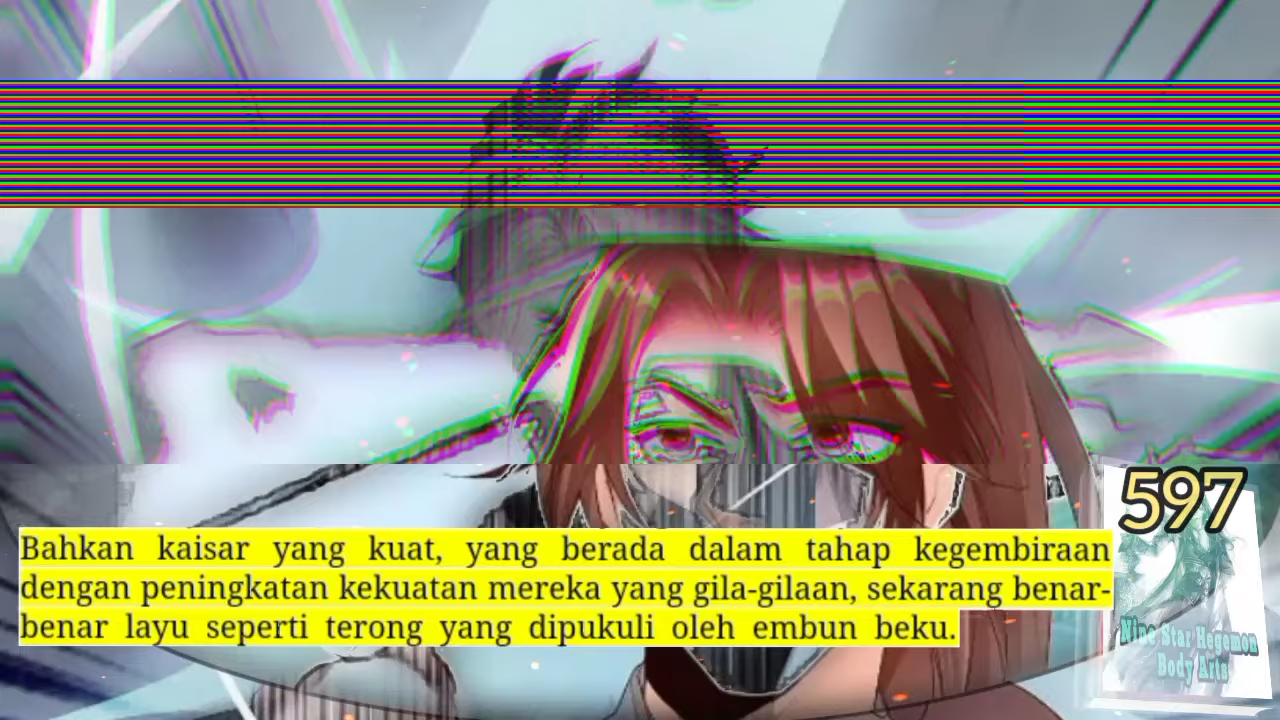 597
Bahkan kaisar yang kuat, yang berada dalam tahap kegembiraan
dengan peningkatan kekuatan mereka yang gila-gilaan, sekarang benar-
benar layu seperti terong yang dipukuli oleh embun beku.
Nine Star Hegemon
Body Arts